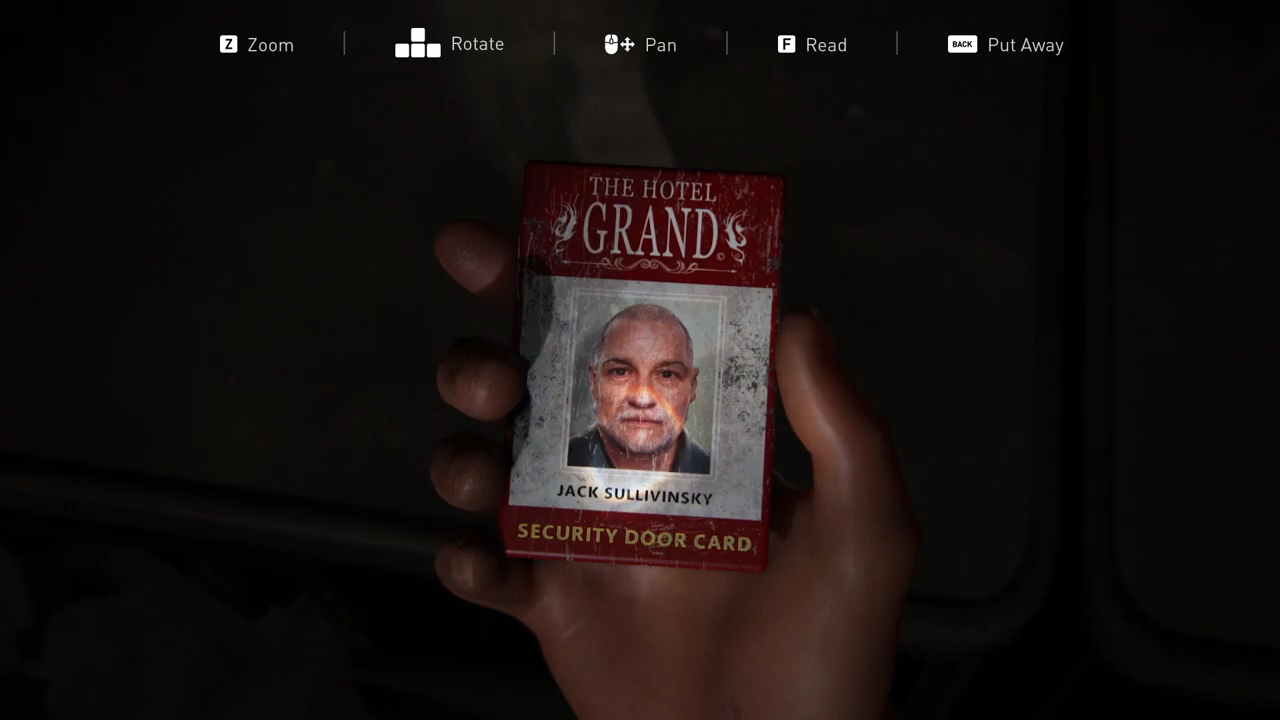 Z Zoom
Rotate
Pan
F Read
BACK Put Away
THE HOTEL
GRAND©
JACK SULLIVINSKY
SECURITY DOOR CARD